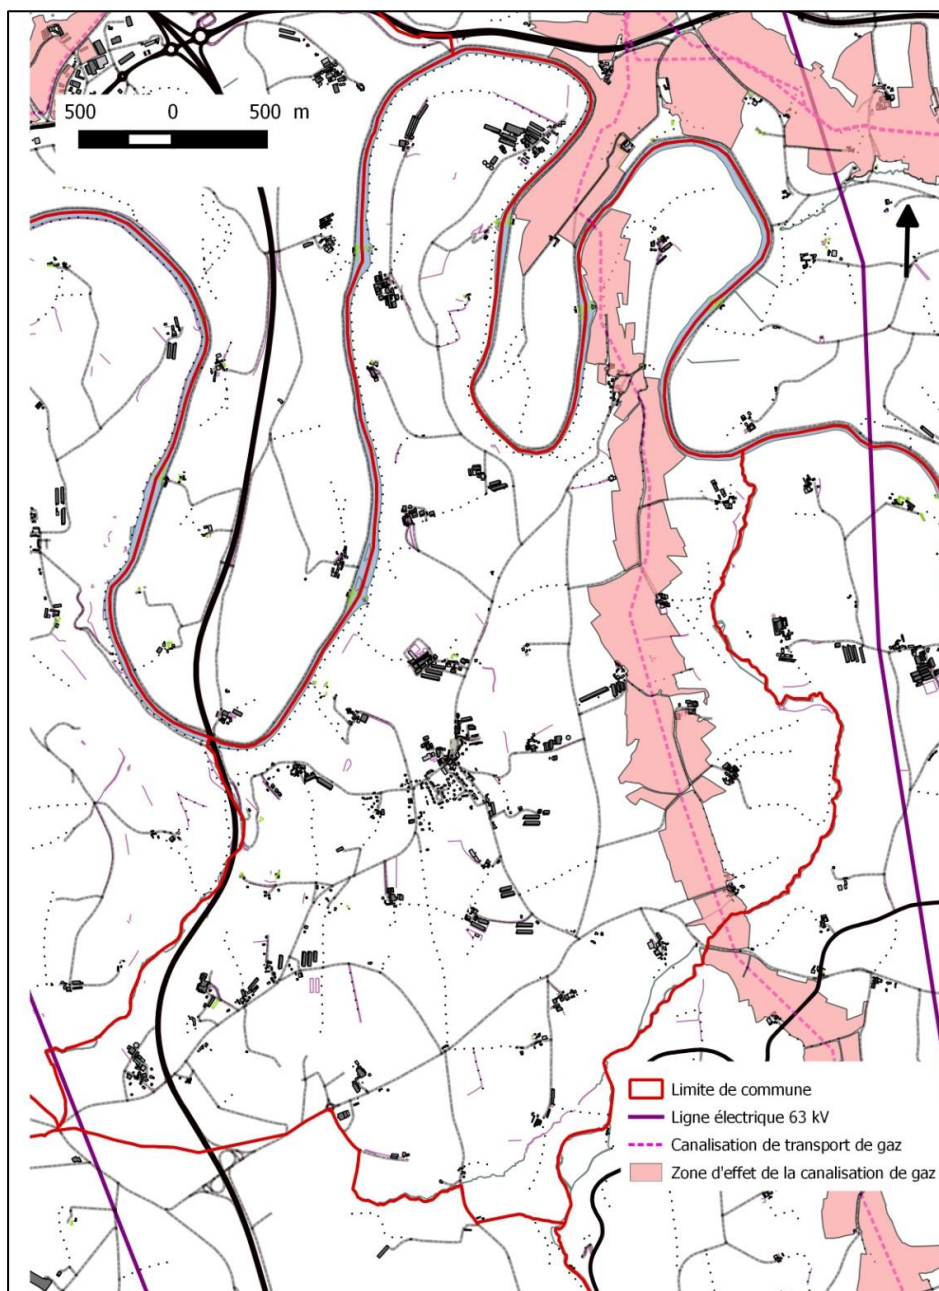 500 0 500 m
Limite de commune
Ligne électrique 63 kV
Canalisation de transport de gaz
Zone d'effet de la canalisation de gaz